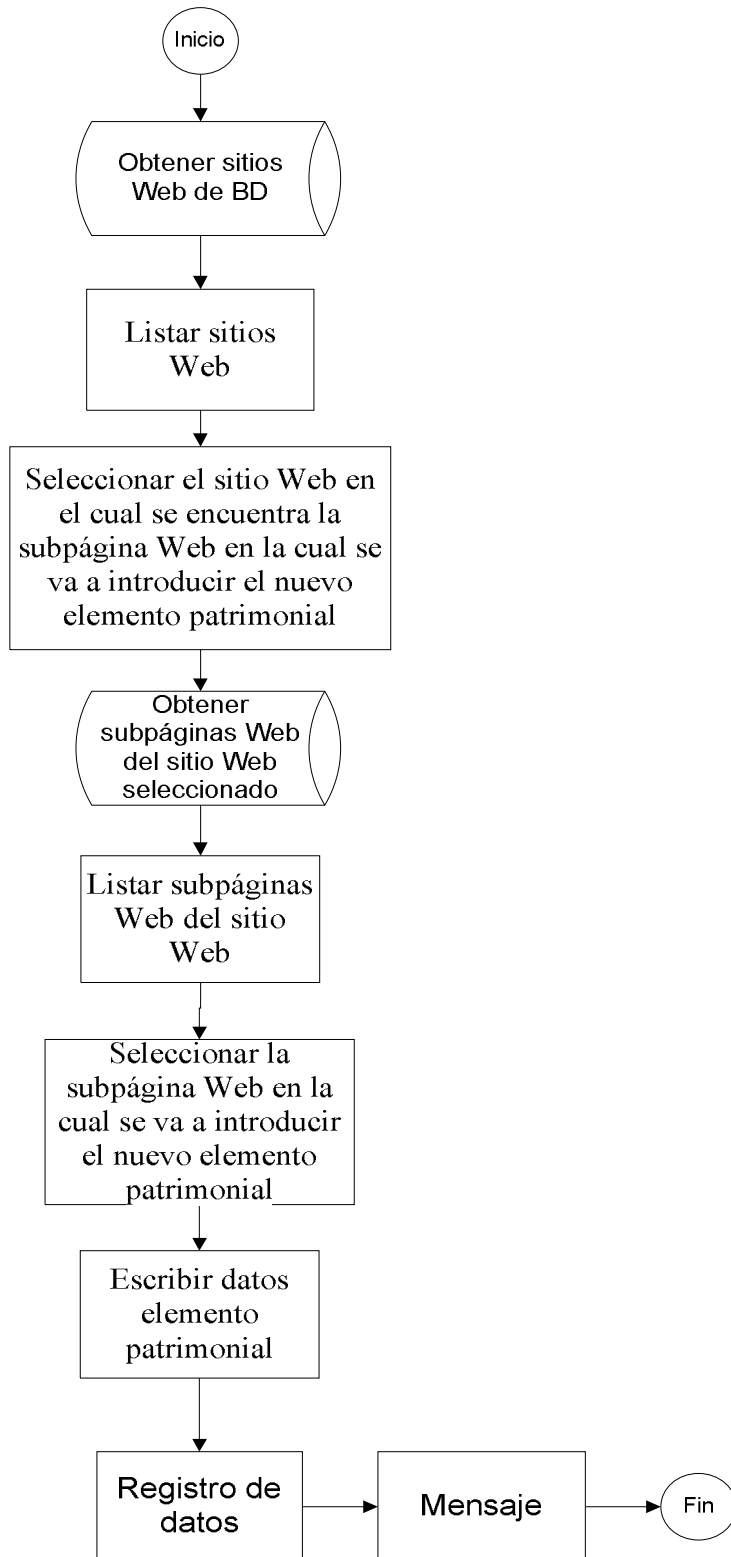 Inicio
Obtener sitios
Web de BD
Listar sitios
Web
Seleccionar el sitio Web en
el cual se encuentra la
subpágina Web en la cual se
va a introducir el nuevo
elemento patrimonial
Obtener
subpáginas Web
del sitio Web
seleccionado
Listar subpáginas
Web del sitio
Web
Seleccionar la
subpágina Web en la
cual se va a introducir
el nuevo elemento
patrimonial
Escribir datos
elemento
patrimonial
Registro de
datos
Mensaje
Fin